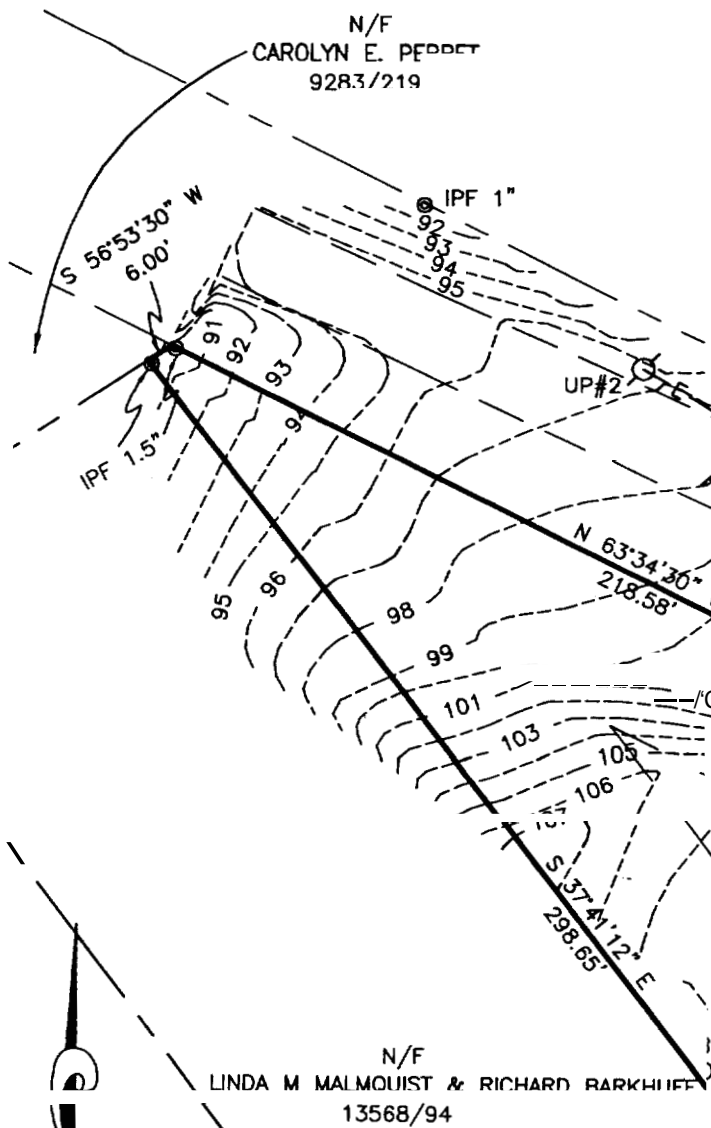 N/F
CAROLYN E.
9283/219
IPF 1"
S 56°53'30" W
6.00'
92
93
94
95
91
92
93
UP#2
E
IPF 1.5"
N 63°34'30"
218.58'
95
96
98
99
101
103
105
106
S 37°41'12" E
298.65'
N/F
LINDA M MALMQUIST & RICHARD BARKHUFF
13568/94